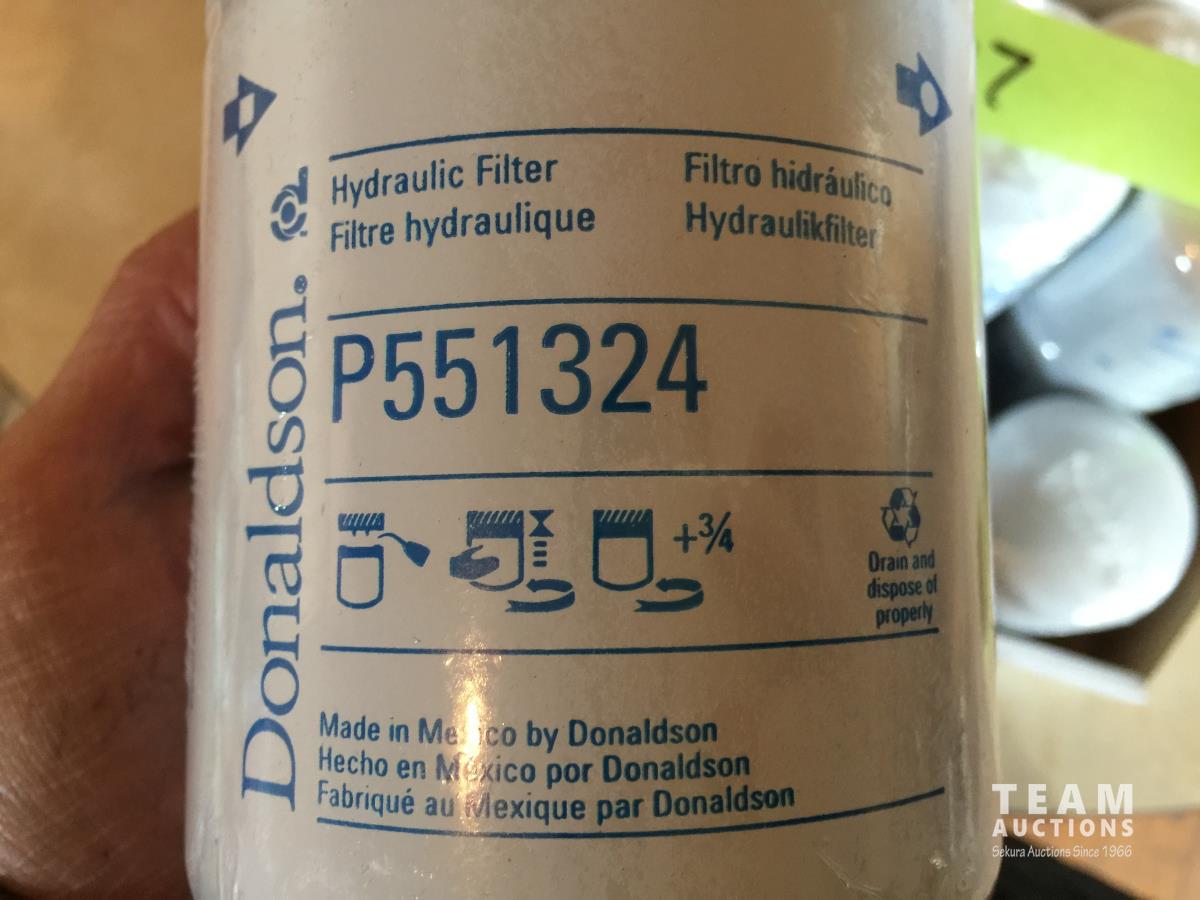 7
Donaldson.®
Hydraulic Filter
Filtre hydraulique
Filtro hidráulico
Hydraulikfilter
P551324
+¾
Drain and
dispose of
properly
Made in Mexico by Donaldson
Hecho en México por Donaldson
Fabriqué au Mexique par Donaldson
TEAM
AUCTIONS
Sekura Auctions Since 1966